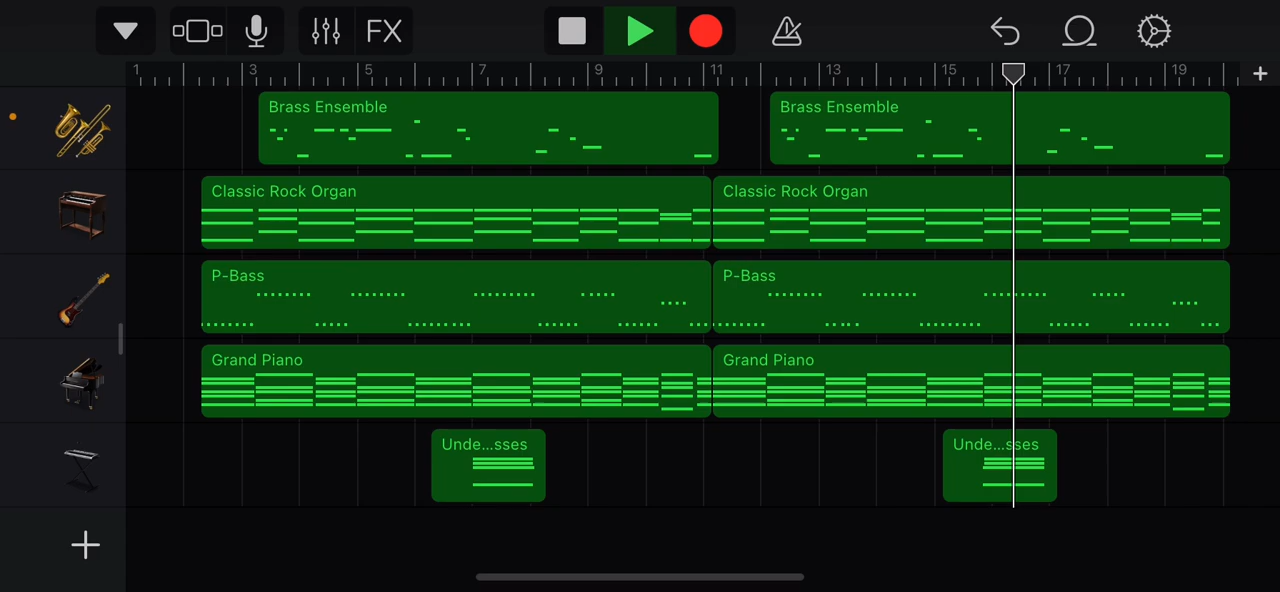 FX
1 3 5 7 9 11 13 15 17 19
Brass Ensemble Brass Ensemble
Classic Rock Organ Classic Rock Organ
P-Bass P-Bass
Grand Piano Grand Piano
Unde...sses Unde...sses